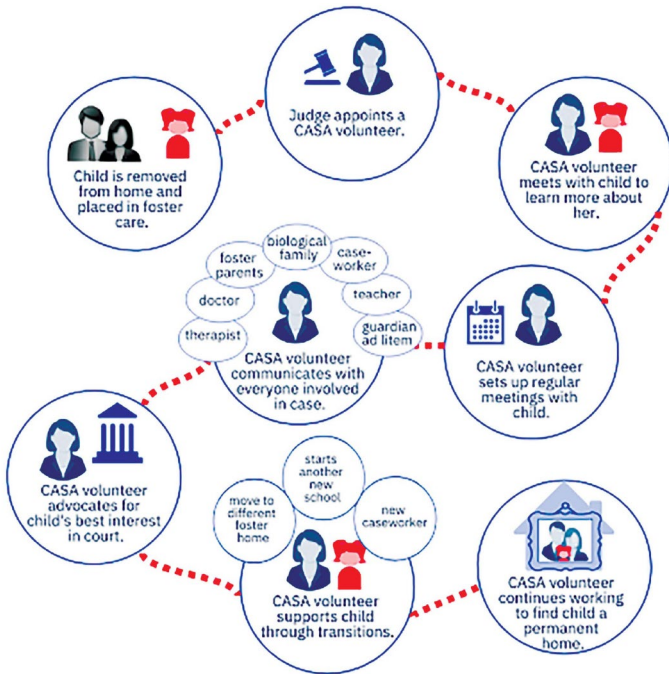 Child is removed
from home and
placed in foster
care.
Judge appoints a
CASA volunteer.
CASA volunteer
meets with child to
learn more about
her.
CASA volunteer
sets up regular
meetings with
child.
therapist
doctor
foster
parents
biological
family
case-
worker
teacher
guardian
ad litem
CASA volunteer
communicates with
everyone involved
in case.
CASA volunteer
advocates for
child's best interest
in court.
move to
different
foster
home
starts
another
new
school
new
caseworker
CASA volunteer
supports child
through transitions.
CASA volunteer
continues working
to find child a
permanent
home.